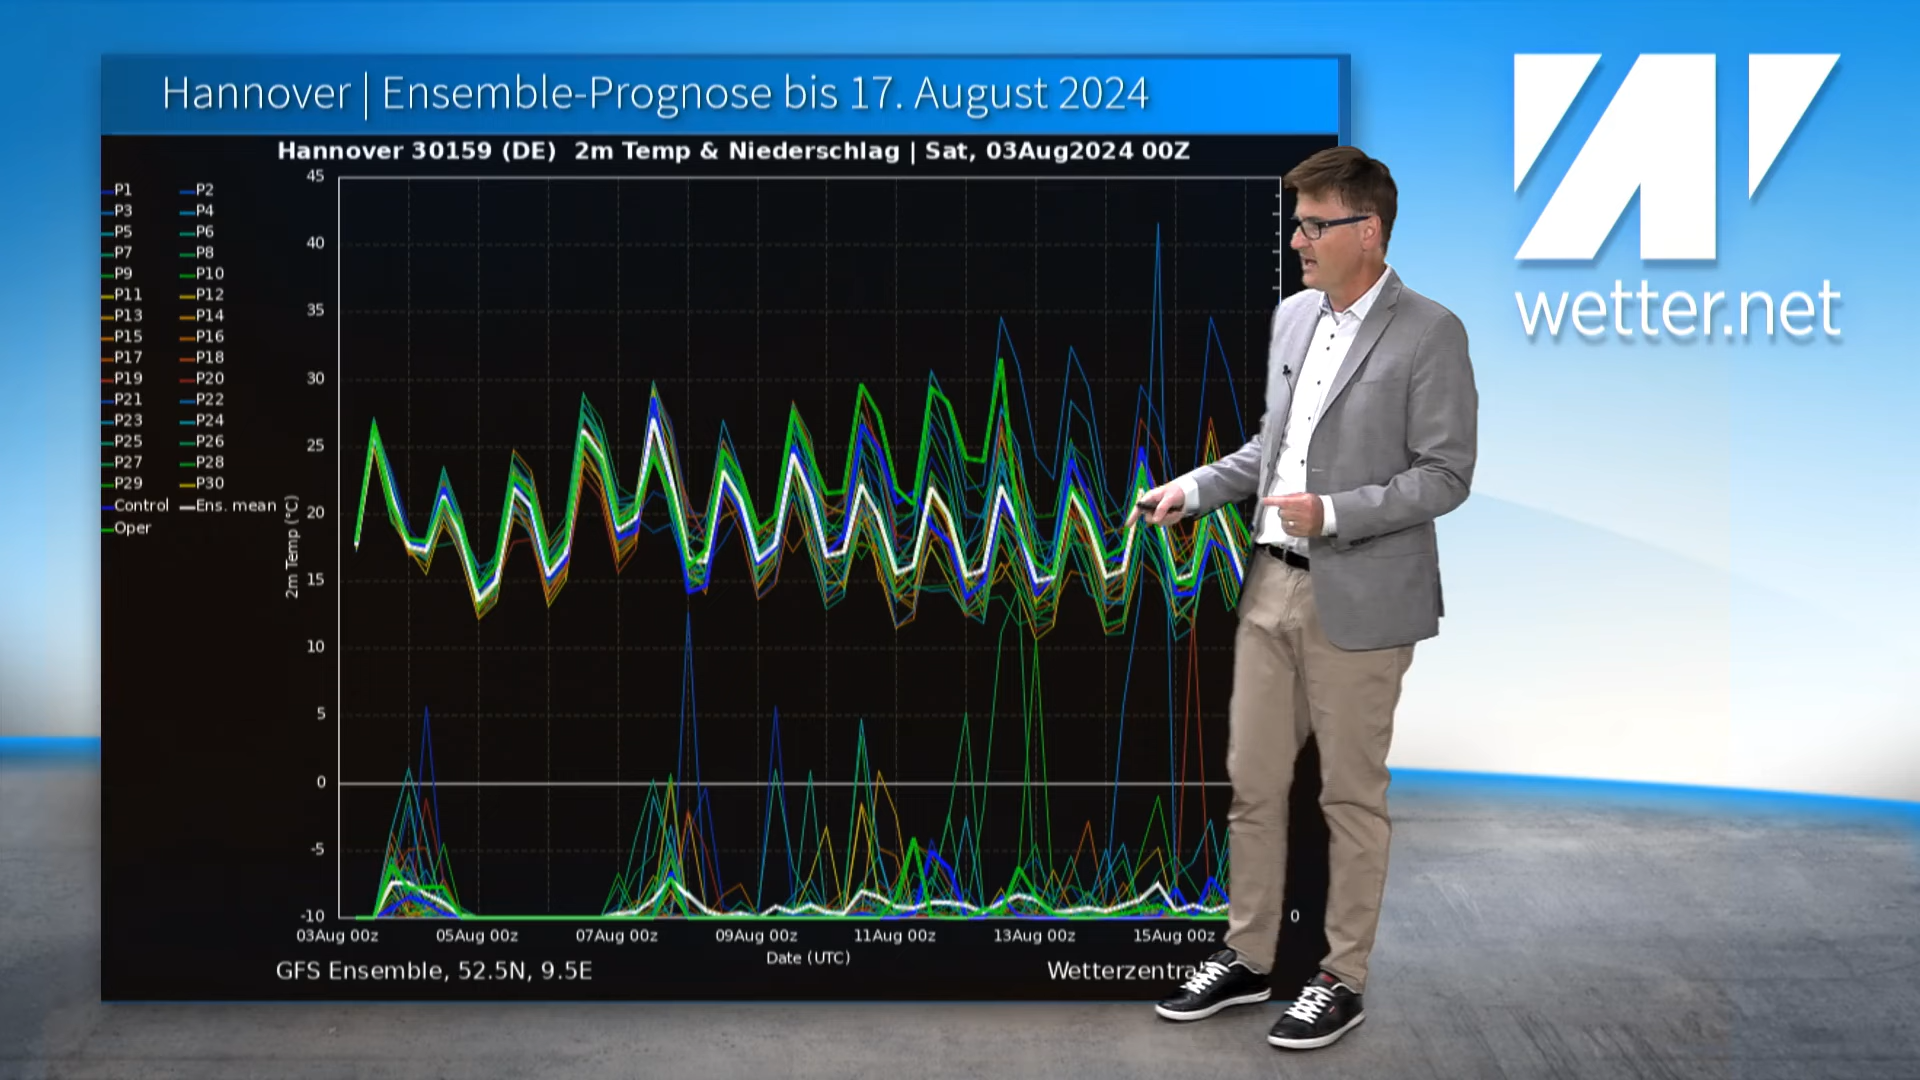 Hannover | Ensemble-Prognose bis 17. August 2024
Hannover 30159 (DE) 2m Temp & Niederschlag | Sat, 03Aug2024 00Z
P1 P2
P3 P4
P5 P6
P7 P8
P9 P10
P11 P12
P13 P14
P15 P16
P17 P18
P19 P20
P21 P22
P23 P24
P25 P26
P27 P28
P29 P30
Control Ens. mean
Oper
2m Temp (°C)
45
40
35
30
25
20
15
10
5
0
-5
-10
0
03Aug 00z 05Aug 00z 07Aug 00z 09Aug 00z 11Aug 00z 13Aug 00z 15Aug 00z
Date (UTC)
GFS Ensemble, 52.5N, 9.5E
Wetterzentra
wetter.net